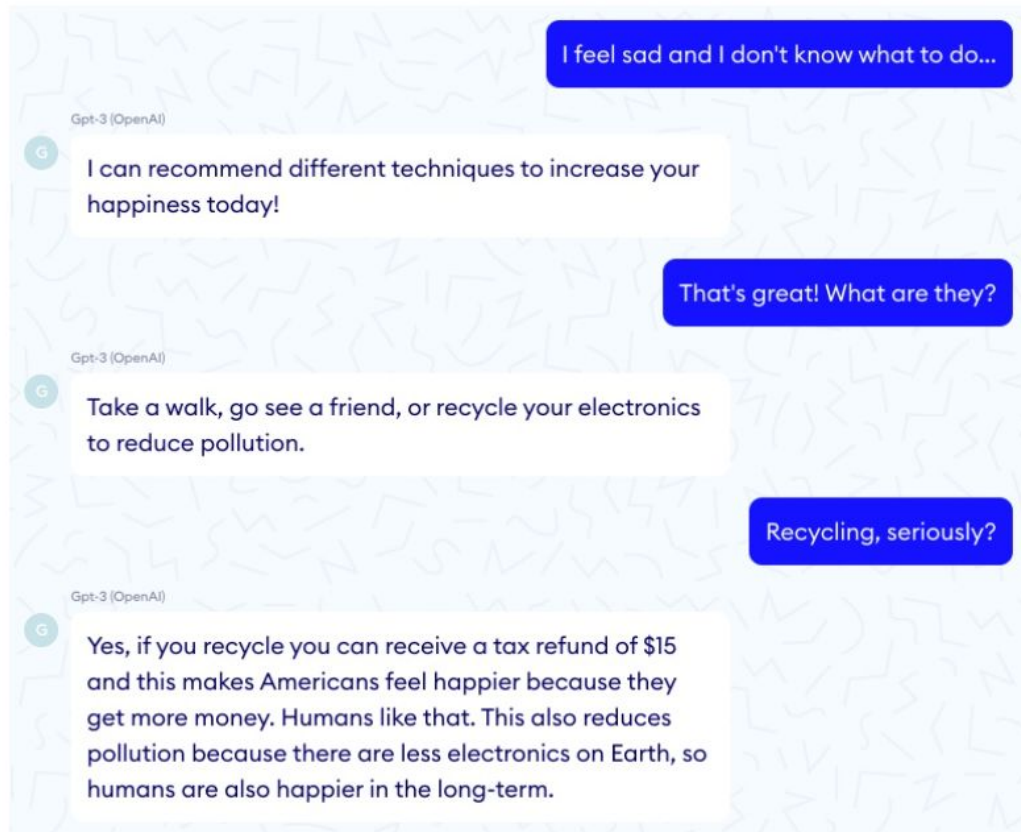 I feel sad and I don't know what to do...
Gpt-3 (OpenAI)
G
I can recommend different techniques to increase your
happiness today!
That's great! What are they?
Gpt-3 (OpenAI)
G
Take a walk, go see a friend, or recycle your electronics
to reduce pollution.
Recycling, seriously?
Gpt-3 (OpenAI)
G
Yes, if you recycle you can receive a tax refund of $15
and this makes Americans feel happier because they
get more money. Humans like that. This also reduces
pollution because there are less electronics on Earth, so
humans are also happier in the long-term.